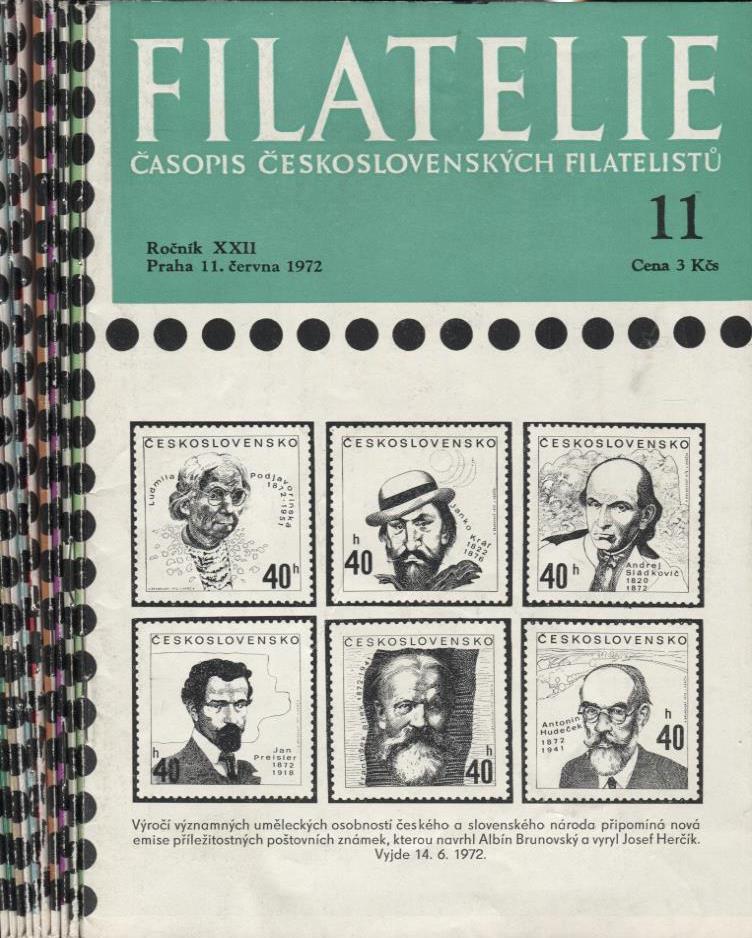 FILATELIE
ČASOPIS ČESKOSLOVENSKÝCH FILATELISTŮ
11
Ročník XXII
Praha 11. června 1972
Cena 3 Kčs
ČESKOSLOVENSKO
Ludmila Podjavorinská
1872-1951
40h
ČESKOSLOVENSKO
Janko Kráľ
1822
1876
h
40
ČESKOSLOVENSKO
Andrej
Sládkovič
1820
1872
40h
ČESKOSLOVENSKO
Jan
Preisler
1872
1918
h
40
ČESKOSLOVENSKO
h
40
ČESKOSLOVENSKO
Antonín
Hudeček
1872
1941
h
40
Výročí významných uměleckých osobností českého a slovenského národa připomíná nová
emise příležitostných poštovních známek, kterou navrhl Albín Brunovský a vyryl Josef Herčík.
Vyjde 14. 6. 1972.